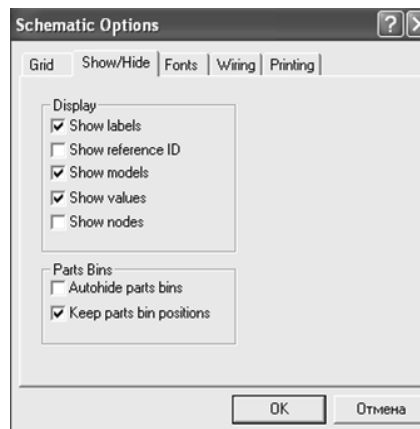 Schematic Options
Grid Show/Hide Fonts Wiring Printing
Display
Show labels
Show reference ID
Show models
Show values
Show nodes
Parts Bins
Autohide parts bins
Keep parts bin positions
OK Отмена